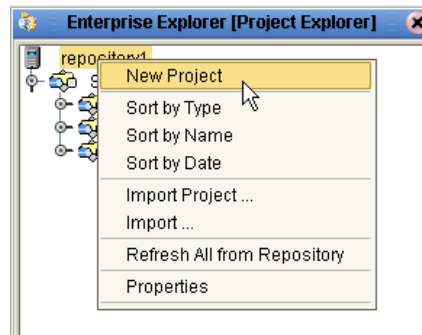 Enterprise Explorer [Project Explorer]
repository1
New Project
Sort by Type
Sort by Name
Sort by Date
Import Project ...
Import ...
Refresh All from Repository
Properties